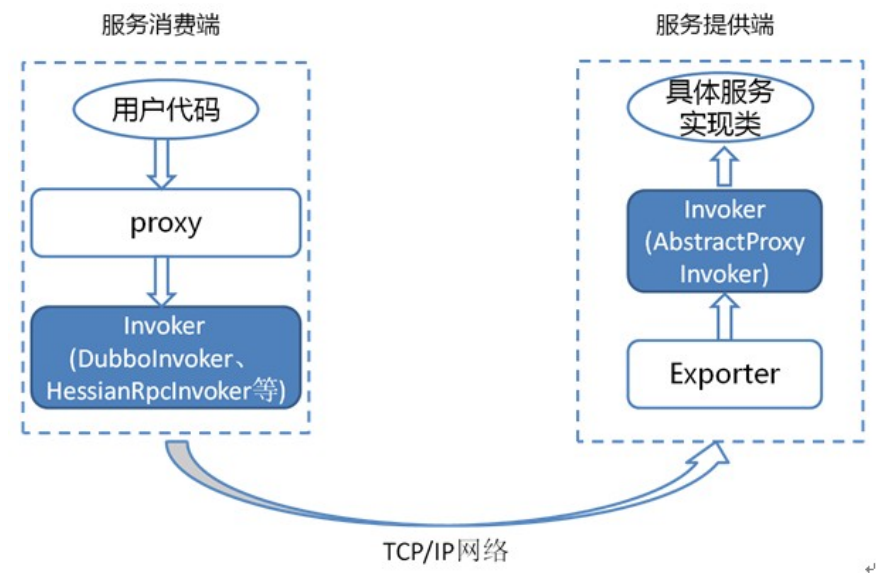 服务消费端
用户代码
proxy
Invoker
(DubboInvoker、
HessianRpcInvoker等)
服务提供端
具体服务
实现类
Invoker
(AbstractProxy
Invoker)
Exporter
TCP/IP网络